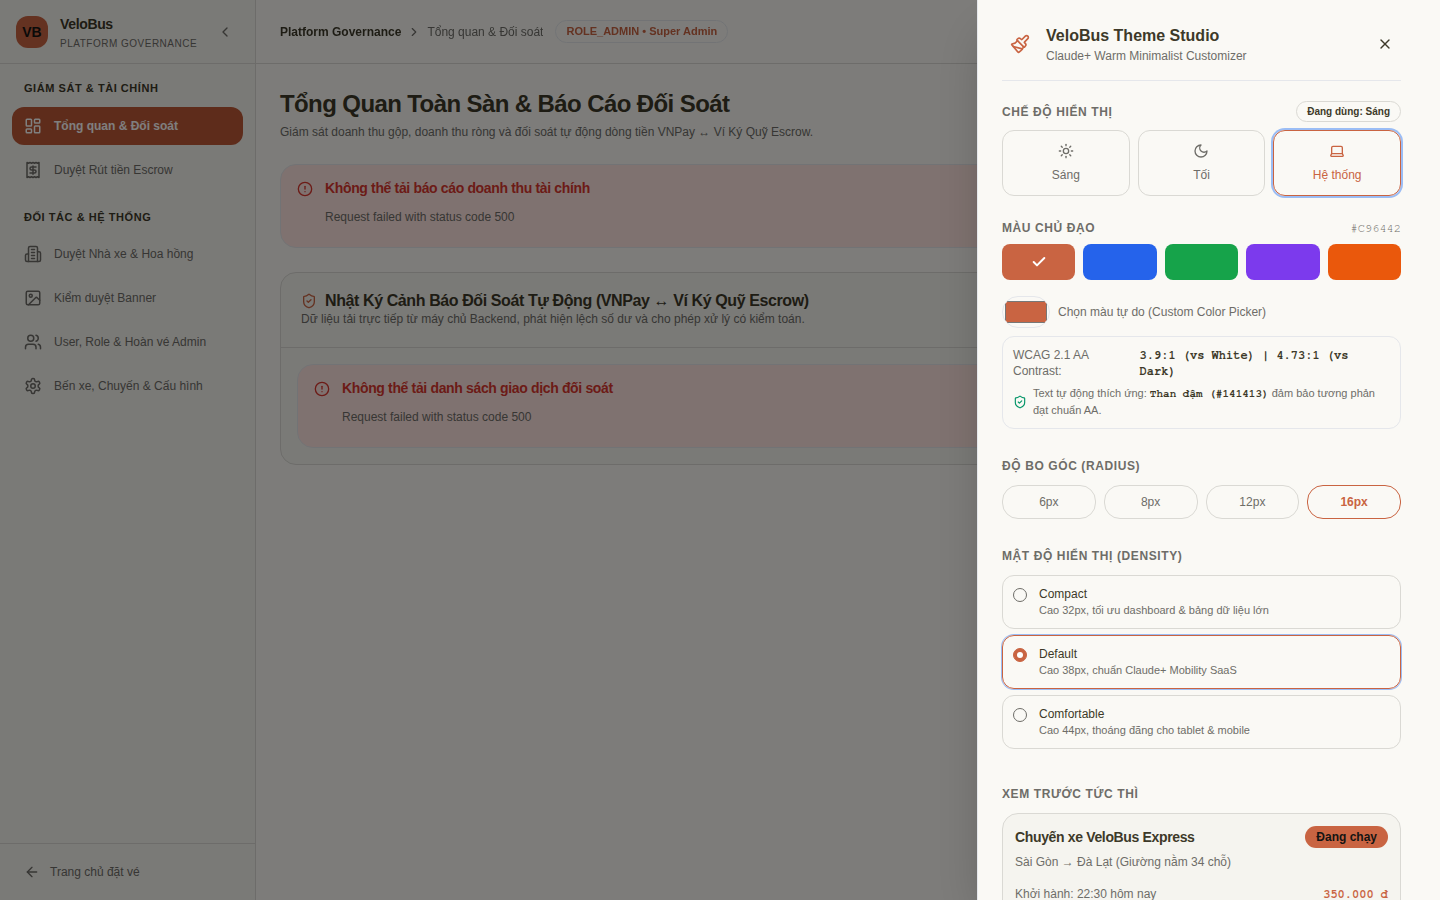 VB
VeloBus
PLATFORM GOVERNANCE
GIÁM SÁT & TÀI CHÍNH
Tổng quan & Đối soát
Duyệt Rút tiền Escrow
ĐỐI TÁC & HỆ THỐNG
Duyệt Nhà xe & Hoa hồng
Kiểm duyệt Banner
User, Role & Hoàn vé Admin
Bến xe, Chuyến & Cấu hình
Trang chủ đặt vé
Platform Governance > Tổng quan & Đối soát ROLE_ADMIN • Super Admin
Tổng Quan Toàn Sàn & Báo Cáo Đối Soát
Giám sát doanh thu gộp, doanh thu ròng và đối soát tự động dòng tiền VNPay ↔ Ví Ký Quỹ Escrow.
Không thể tải báo cáo doanh thu tài chính
Request failed with status code 500
Nhật Ký Cảnh Báo Đối Soát Tự Động (VNPay ↔ Ví Ký Quỹ Escrow)
Dữ liệu tải trực tiếp từ máy chủ Backend, phát hiện lệch số dư và cho phép xử lý có kiểm toán.
Không thể tải danh sách giao dịch đối soát
Request failed with status code 500
VeloBus Theme Studio
Claude+ Warm Minimalist Customizer
CHẾ ĐỘ HIỂN THỊ
Đang dùng: Sáng
Sáng
Tối
Hệ thống
MÀU CHỦ ĐẠO
#C96442
Chọn màu tự do (Custom Color Picker)
WCAG 2.1 AA
Contrast:
3.9:1 (vs White) | 4.73:1 (vs
Dark)
Text tự động thích ứng: Than đậm (#141413) đảm bảo tương phản
đạt chuẩn AA.
ĐỘ BO GÓC (RADIUS)
6px
8px
12px
16px
MẬT ĐỘ HIỂN THỊ (DENSITY)
Compact
Cao 32px, tối ưu dashboard & bảng dữ liệu lớn
Default
Cao 38px, chuẩn Claude+ Mobility SaaS
Comfortable
Cao 44px, thoáng đãng cho tablet & mobile
XEM TRƯỚC TỨC THÌ
Chuyến xe VeloBus Express
Đang chạy
Sài Gòn → Đà Lạt (Giường nằm 34 chỗ)
Khởi hành: 22:30 hôm nay
350.000 đ